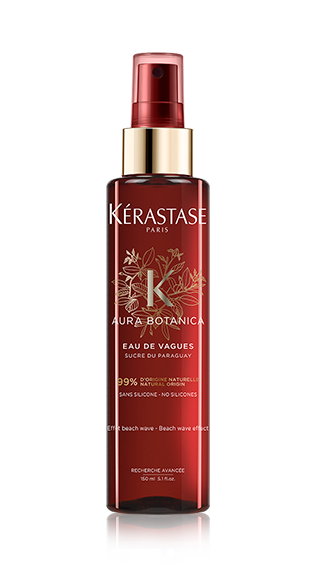 KÉRASTASE
PARIS
K
AURA BOTANICA
EAU DE VAGUES
SUCRE DU PARAGUAY
99% D'ORIGINE NATURELLE
NATURAL ORIGIN
SANS SILICONE - NO SILICONES
Effet beach wave - Beach wave effect
RECHERCHE AVANCÉE
150 ml 5.1 fl.oz.